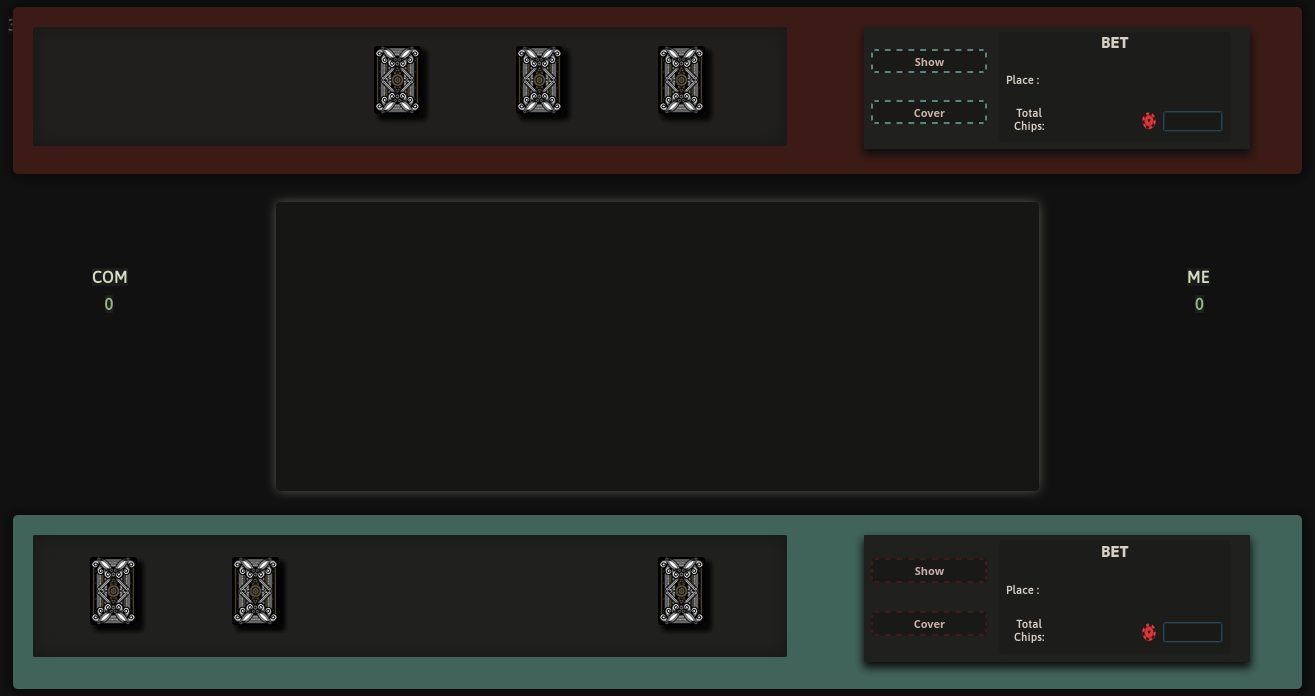 BET
Show
Place :
Cover
Total
Chips:
COM
0
ME
0
BET
Show
Place :
Cover
Total
Chips: